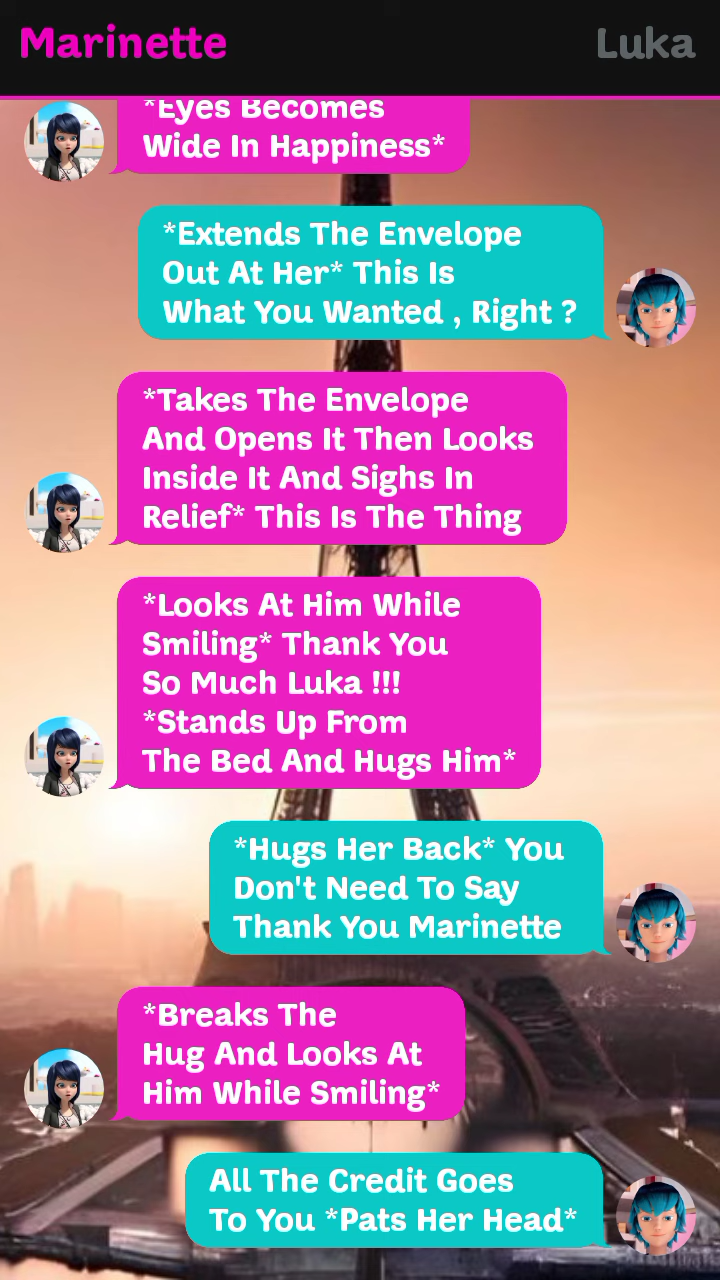 Marinette
Luka
*Eyes Becomes
Wide In Happiness*
*Extends The Envelope
Out At Her* This Is
What You Wanted , Right ?
*Takes The Envelope
And Opens It Then Looks
Inside It And Sighs In
Relief* This Is The Thing
*Looks At Him While
Smiling* Thank You
So Much Luka !!!
*Stands Up From
The Bed And Hugs Him*
*Hugs Her Back* You
Don't Need To Say
Thank You Marinette
*Breaks The
Hug And Looks At
Him While Smiling*
All The Credit Goes
To You *Pats Her Head*